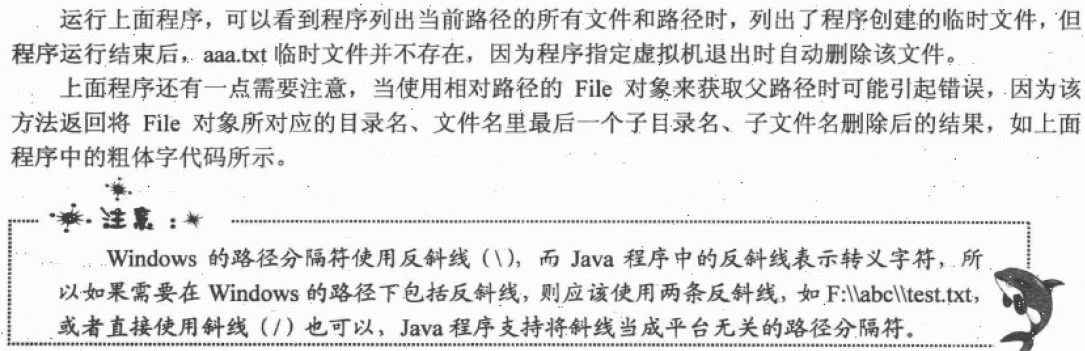 运行上面程序，可以看到程序列出当前路径的所有文件和路径时，列出了程序创建的临时文件，但
程序运行结束后，aaa.txt 临时文件并不存在，因为程序指定虚拟机退出时自动删除该文件。
上面程序还有一点需要注意，当使用相对路径的 File 对象来获取父路径时可能引起错误，因为该
方法返回将 File 对象所对应的目录名、文件名里最后一个子目录名、子文件名删除后的结果，如上面
程序中的粗体字代码所示。
注意：
Windows 的路径分隔符使用反斜线（\），而 Java 程序中的反斜线表示转义字符，所
以如果需要在 Windows 的路径下包括反斜线，则应该使用两条反斜线，如 F:\\abc\\test.txt，
或者直接使用斜线（/）也可以，Java 程序支持将斜线当成平台无关的路径分隔符。